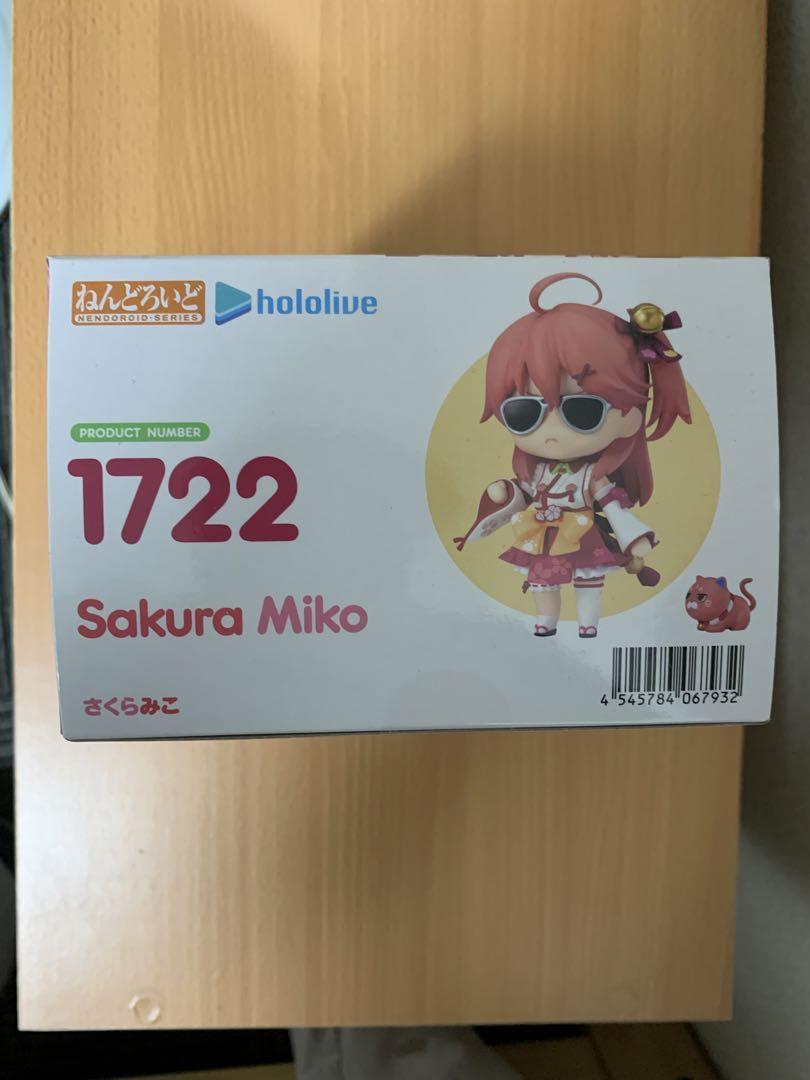 ねんどろいど
NENDOROID·SERIES
hololive
PRODUCT NUMBER
1722
Sakura Miko
さくらみこ
4 545784 067932